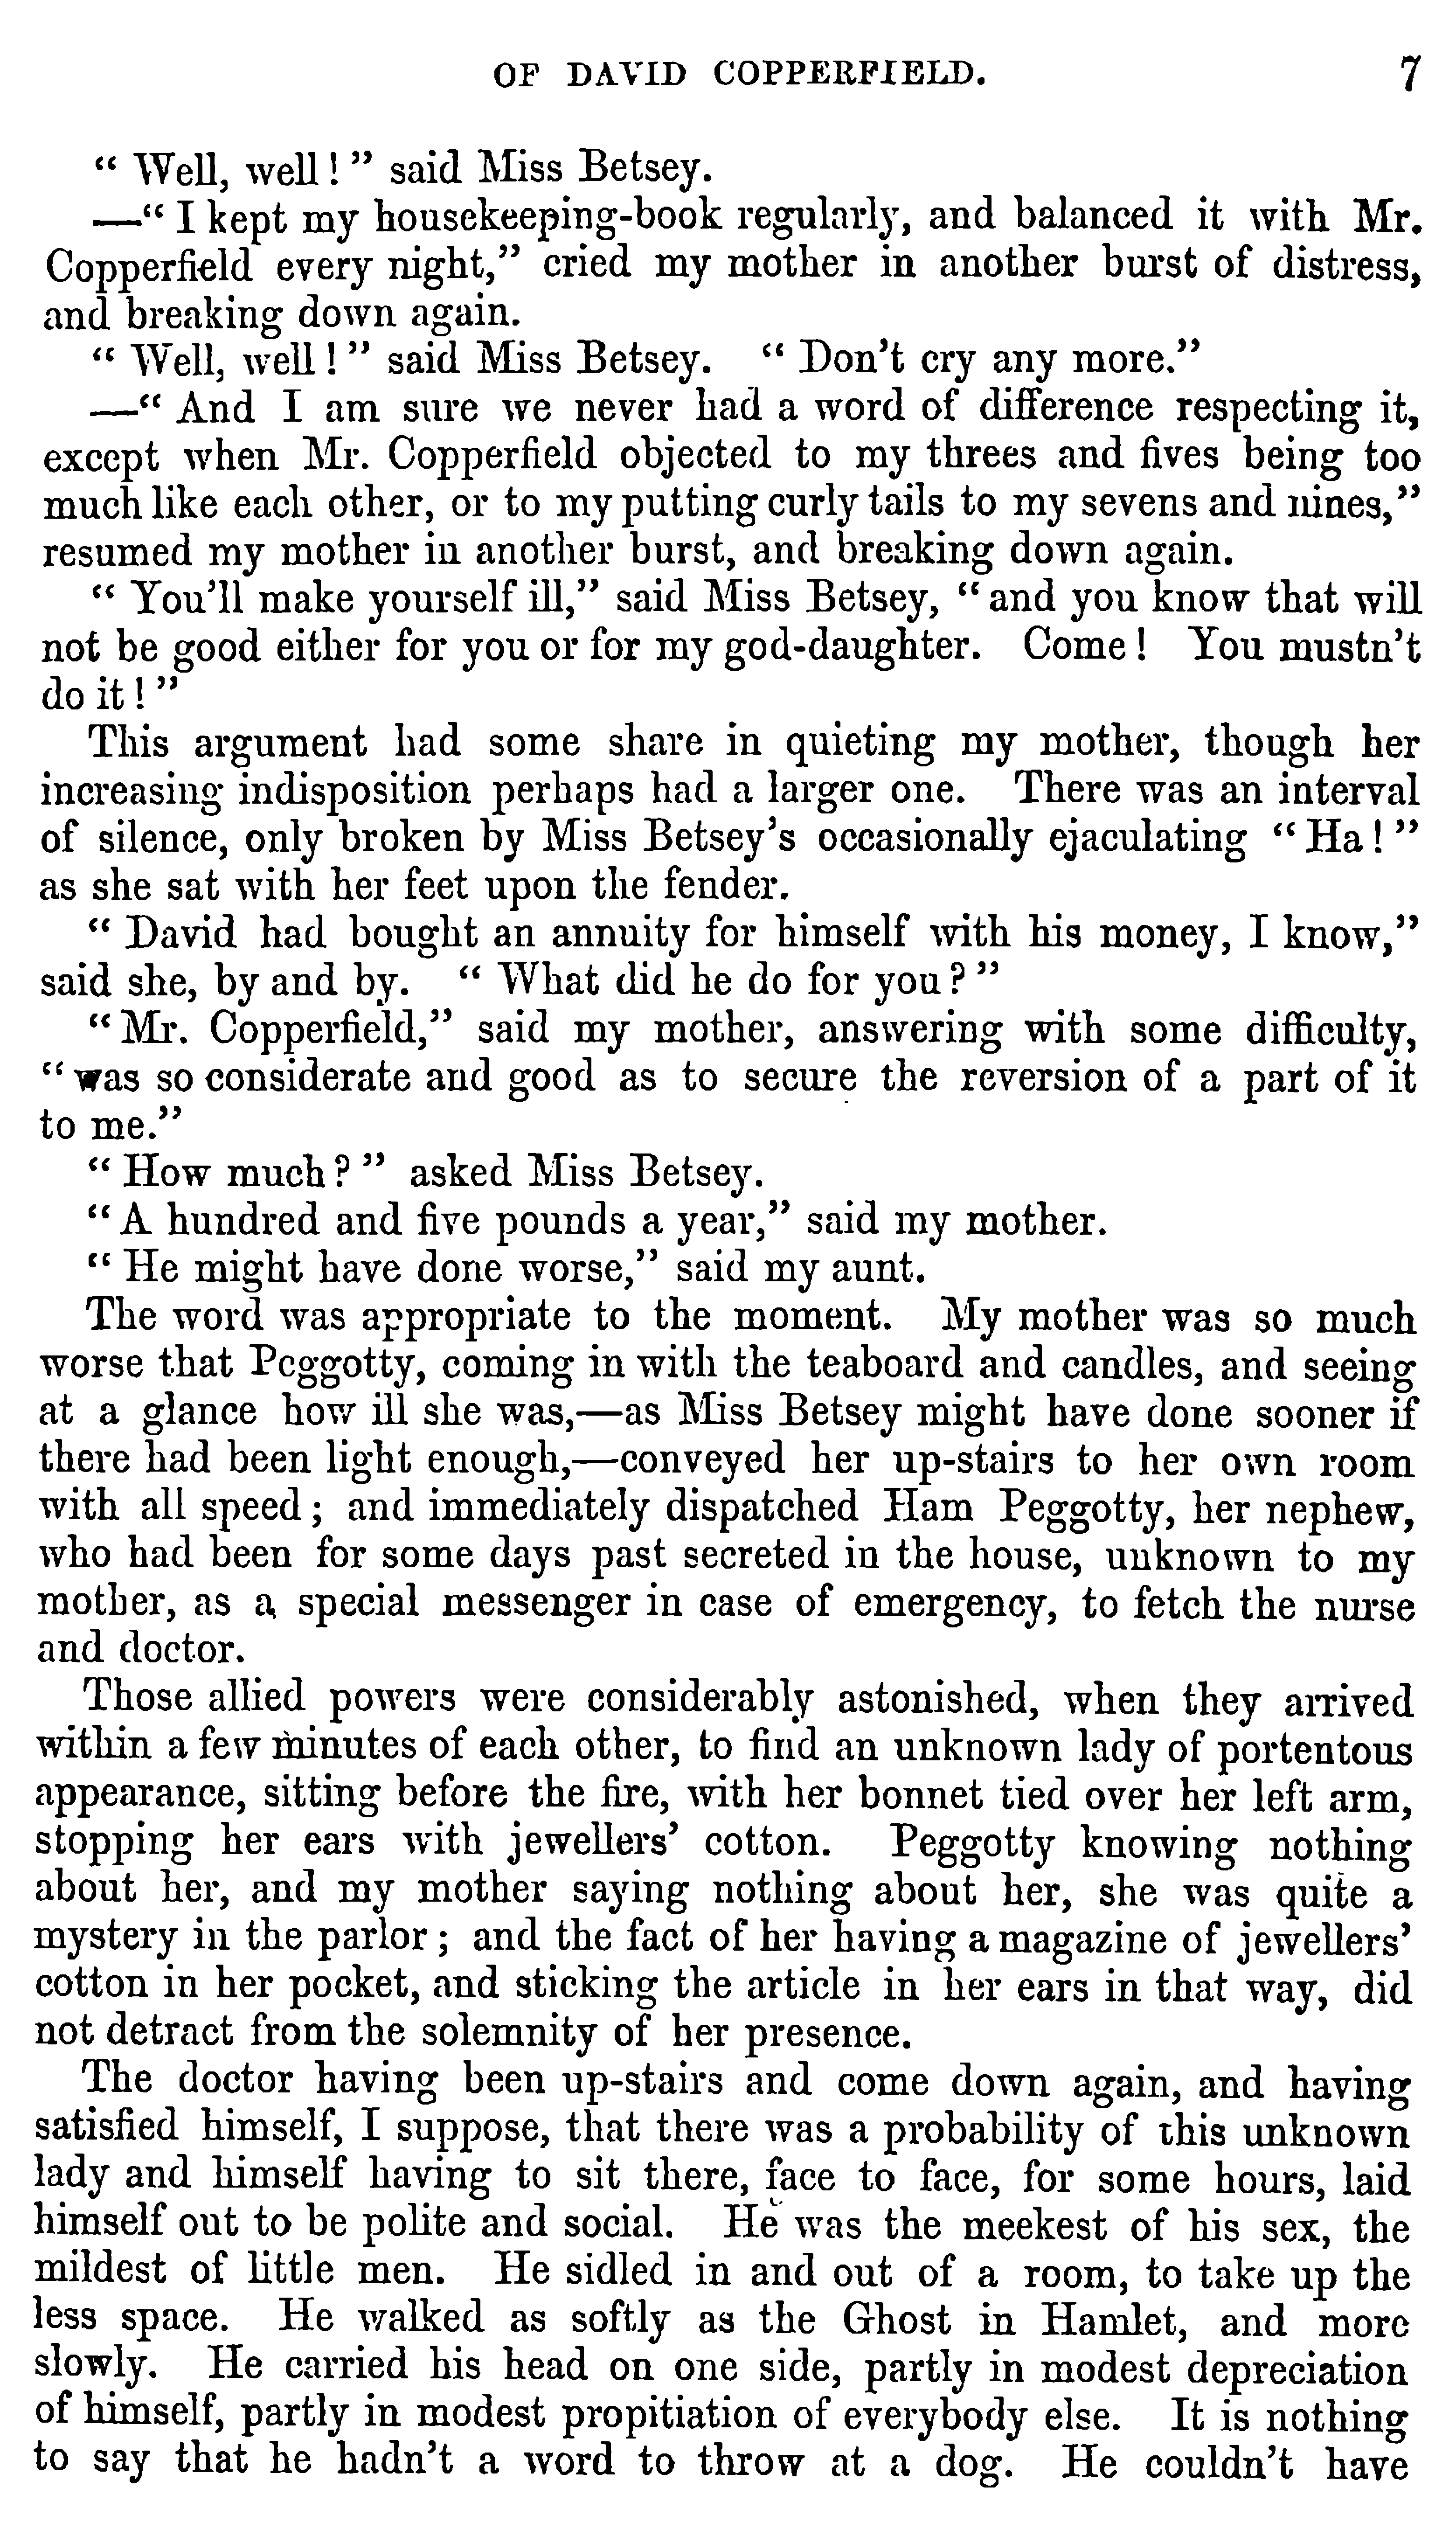 OF DAVID COPPERFIELD. 7
" Well, well ! " said Miss Betsey.
—" I kept my housekeeping-book regularly, and balanced it with Mr.
Copperfield every night," cried my mother in another burst of distress,
and breaking down again.
" Well, well ! " said Miss Betsey. " Don't cry any more."
—" And I am sure we never had a word of difference respecting it,
except when Mr. Copperfield objected to my threes and fives being too
much like each other, or to my putting curly tails to my sevens and nines,"
resumed my mother in another burst, and breaking down again.
" You'll make yourself ill," said Miss Betsey, " and you know that will
not be good either for you or for my god-daughter. Come ! You mustn't
do it ! "
This argument had some share in quieting my mother, though her
increasing indisposition perhaps had a larger one. There was an interval
of silence, only broken by Miss Betsey's occasionally ejaculating " Ha ! "
as she sat with her feet upon the fender.
" David had bought an annuity for himself with his money, I know,"
said she, by and by. " What did he do for you ? "
" Mr. Copperfield," said my mother, answering with some difficulty,
" was so considerate and good as to secure the reversion of a part of it
to me."
" How much ? " asked Miss Betsey.
" A hundred and five pounds a year," said my mother.
" He might have done worse," said my aunt.
The word was appropriate to the moment. My mother was so much
worse that Peggotty, coming in with the teaboard and candles, and seeing
at a glance how ill she was,—as Miss Betsey might have done sooner if
there had been light enough,—conveyed her up-stairs to her own room
with all speed ; and immediately dispatched Ham Peggotty, her nephew,
who had been for some days past secreted in the house, unknown to my
mother, as a special messenger in case of emergency, to fetch the nurse
and doctor.
Those allied powers were considerably astonished, when they arrived
within a few minutes of each other, to find an unknown lady of portentous
appearance, sitting before the fire, with her bonnet tied over her left arm,
stopping her ears with jewellers' cotton. Peggotty knowing nothing
about her, and my mother saying nothing about her, she was quite a
mystery in the parlor ; and the fact of her having a magazine of jewellers'
cotton in her pocket, and sticking the article in her ears in that way, did
not detract from the solemnity of her presence.
The doctor having been up-stairs and come down again, and having
satisfied himself, I suppose, that there was a probability of this unknown
lady and himself having to sit there, face to face, for some hours, laid
himself out to be polite and social. He was the meekest of his sex, the
mildest of little men. He sidled in and out of a room, to take up the
less space. He walked as softly as the Ghost in Hamlet, and more
slowly. He carried his head on one side, partly in modest depreciation
of himself, partly in modest propitiation of everybody else. It is nothing
to say that he hadn't a word to throw at a dog. He couldn't have